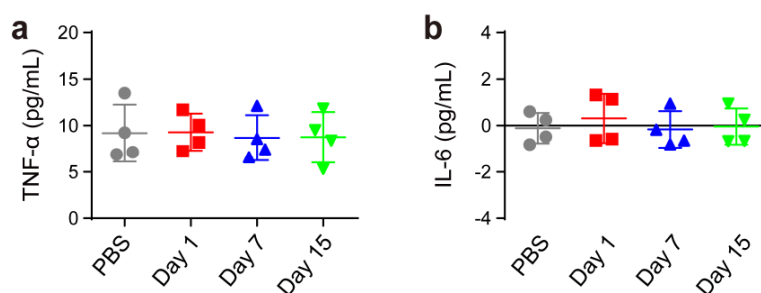 a
TNF-α (pg/mL)
20
15
10
5
0
PBS
Day 1
Day 7
Day 15
b
IL-6 (pg/mL)
4
2
0
-2
-4
PBS
Day 1
Day 7
Day 15